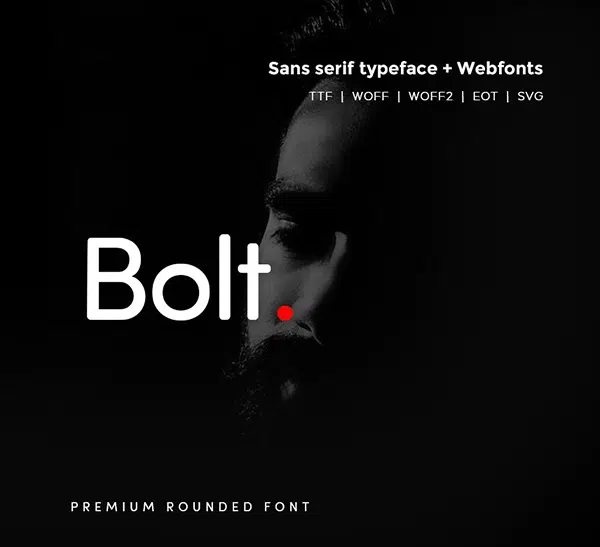 Sans serif typeface + Webfonts
TTF | WOFF | WOFF2 | EOT | SVG
Bolt.
PREMIUM ROUNDED FONT